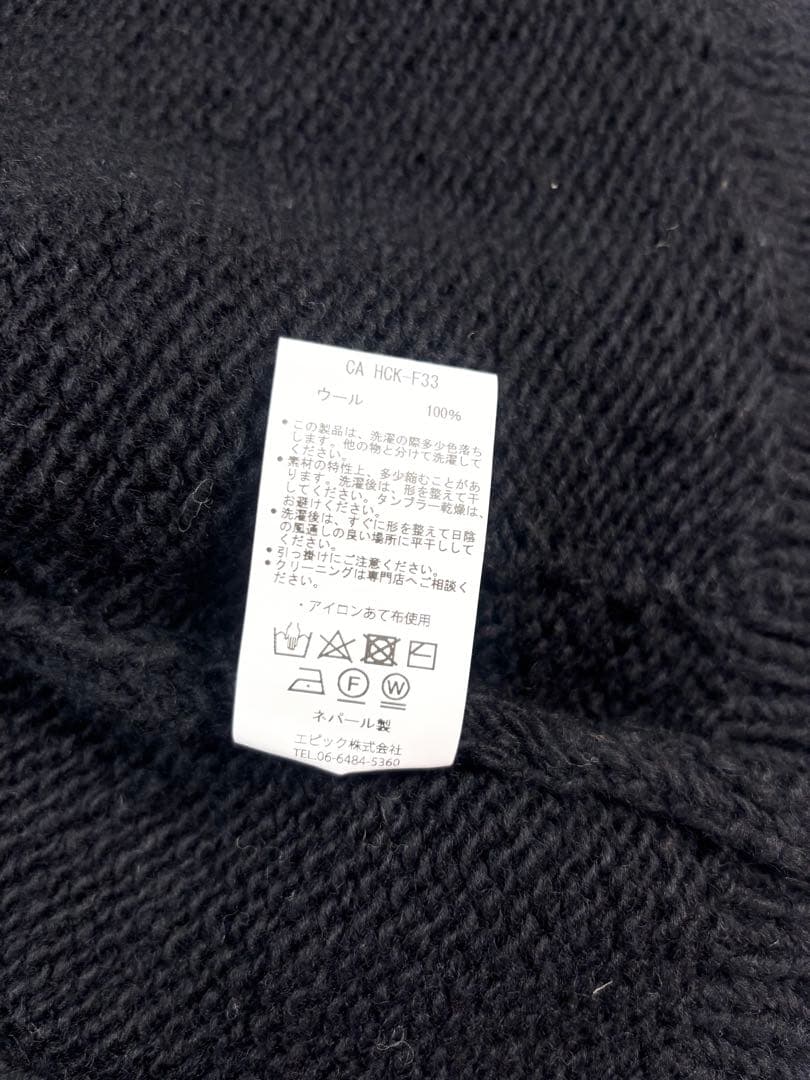 CA HCK-F33
ウール 100%
•この製品は、洗濯の際多少色落ち
します。他の物と分けて洗濯して
ください。
•素材の特性上、多少縮むことがあ
ります。洗濯後は、形を整えて干
してください。タンブラー乾燥は、
お避けください。
•洗濯後は、すぐに形を整えて日陰
の風通しの良い場所に平干しして
ください。
•引っ掛けにご注意ください。
•クリーニングは専門店へご相談く
ださい。
・アイロンあて布使用
F W
ネパール製
エピック株式会社
TEL.06-6484-5360